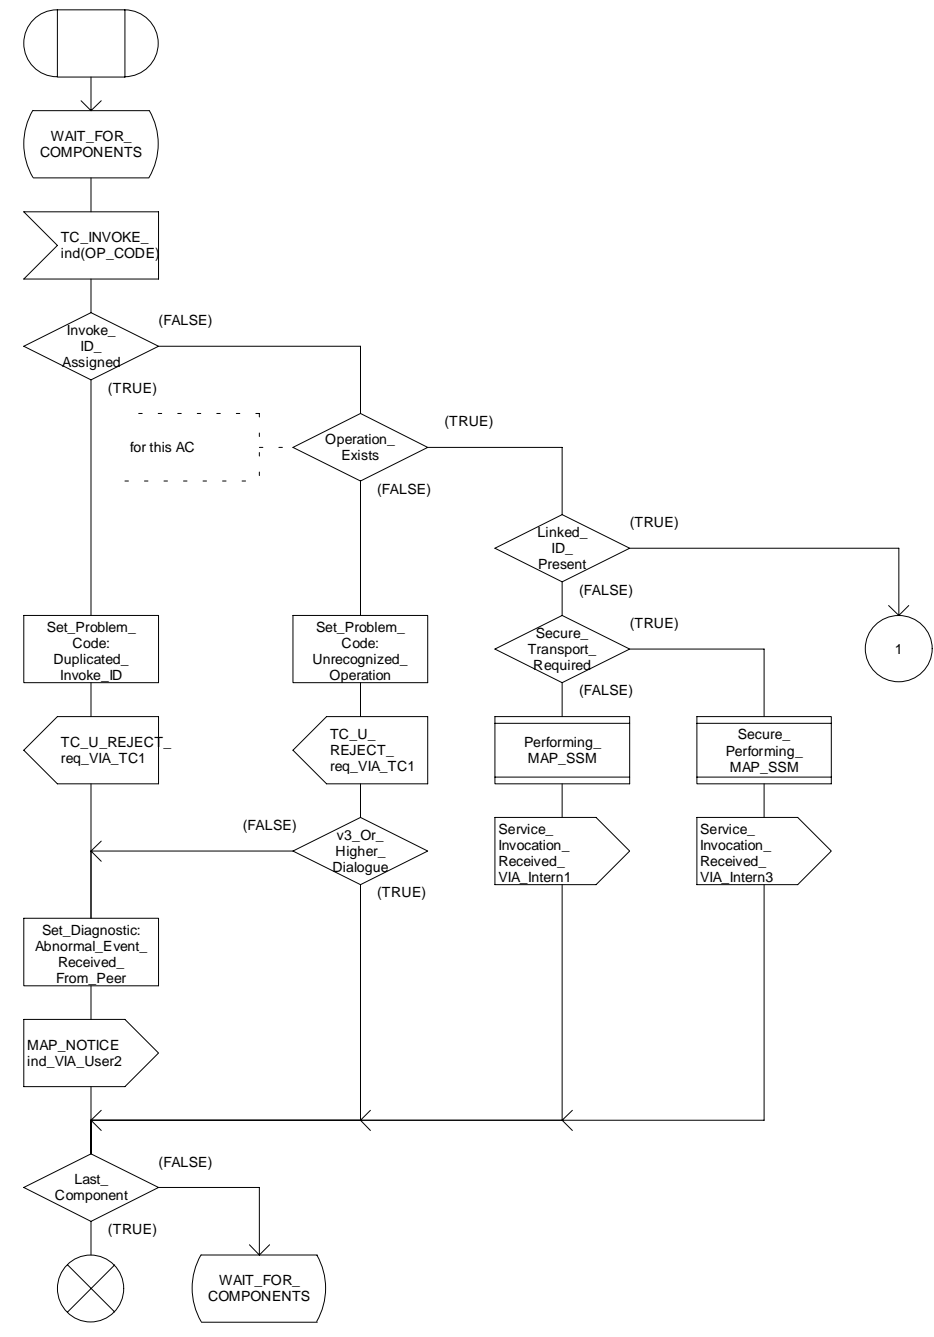 WAIT_FOR_
COMPONENTS
TC_INVOKE_
ind(OP_CODE)
(FALSE)
Invoke_
ID_
Assigned
(TRUE)
for this AC
(TRUE)
Operation_
Exists
(FALSE)
(TRUE)
Linked_
ID_
Present
(FALSE)
Set_Problem_
Code:
Duplicated_
Invoke_ID
Set_Problem_
Code:
Unrecognized_
Operation
(TRUE)
Secure_
Transport_
Required
(FALSE)
1
TC_U_REJECT_
req_VIA_TC1
TC_U_
REJECT_
req_VIA_TC1
Performing_
MAP_SSM
Secure_
Performing_
MAP_SSM
(FALSE)
v3_Or_
Higher_
Dialogue
(TRUE)
Service_
Invocation_
Received_
VIA_Intern1
Service_
Invocation_
Received_
VIA_Intern3
Set_Diagnostic:
Abnormal_Event_
Received_
From_Peer
MAP_NOTICE
ind_VIA_User2
(FALSE)
Last_
Component
(TRUE)
WAIT_FOR_
COMPONENTS